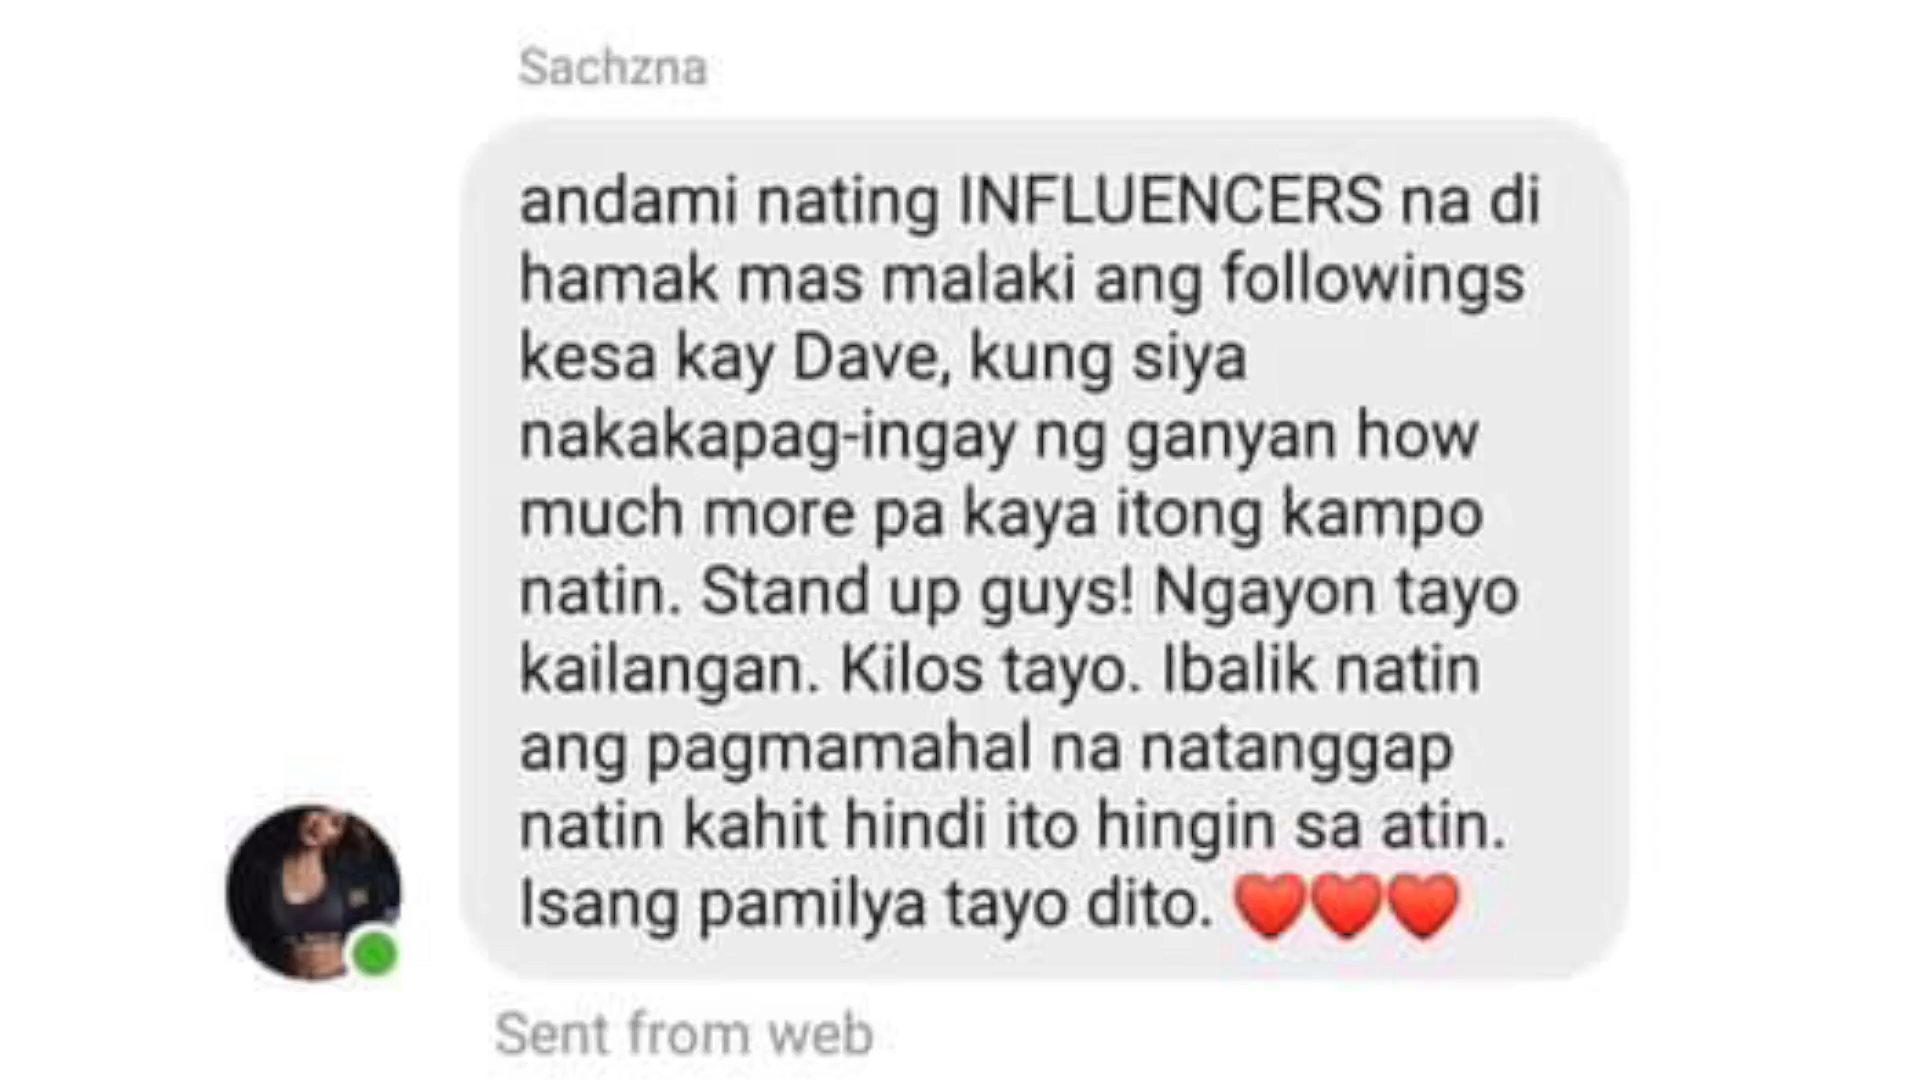 Sachzna
andami nating INFLUENCERS na di
hamak mas malaki ang followings
kesa kay Dave, kung siya
nakakapag-ingay ng ganyan how
much more pa kaya itong kampo
natin. Stand up guys! Ngayon tayo
kailangan. Kilos tayo. Ibalik natin
ang pagmamahal na natanggap
natin kahit hindi ito hingin sa atin.
Isang pamilya tayo dito. ❤️❤️❤️
Sent from web